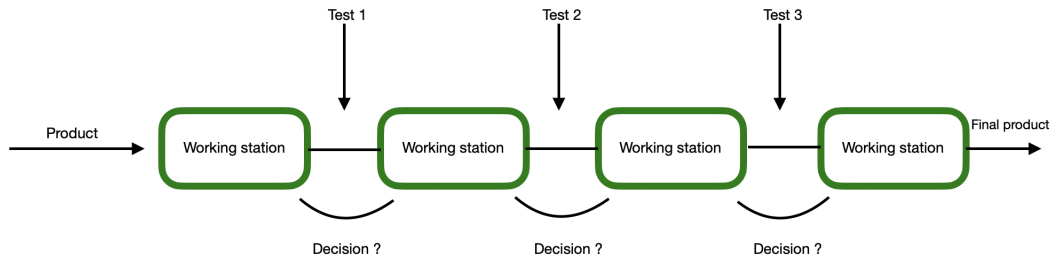 Test 1
Test 2
Test 3
Product
Working station
Working station
Working station
Working station
Final product
Decision ?
Decision ?
Decision ?